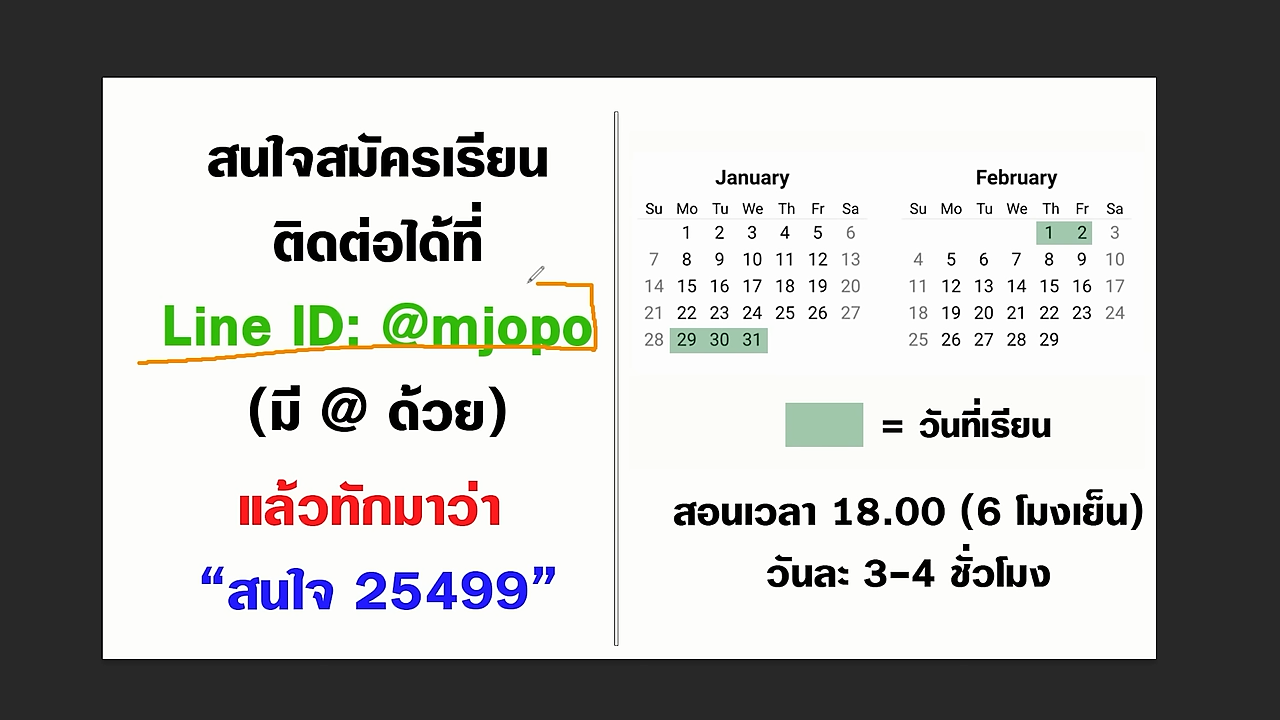 สนใจสมัครเรียน
ติดต่อได้ที่
Line ID: @mjopo
(มี @ ด้วย)
แล้วทักมาว่า
“สนใจ 25499”
January
Su Mo Tu We Th Fr Sa
1 2 3 4 5 6
7 8 9 10 11 12 13
14 15 16 17 18 19 20
21 22 23 24 25 26 27
28 29 30 31
February
Su Mo Tu We Th Fr Sa
1 2 3
4 5 6 7 8 9 10
11 12 13 14 15 16 17
18 19 20 21 22 23 24
25 26 27 28 29
= วันที่เรียน
สอนเวลา 18.00 (6 โมงเย็น)
วันละ 3-4 ชั่วโมง